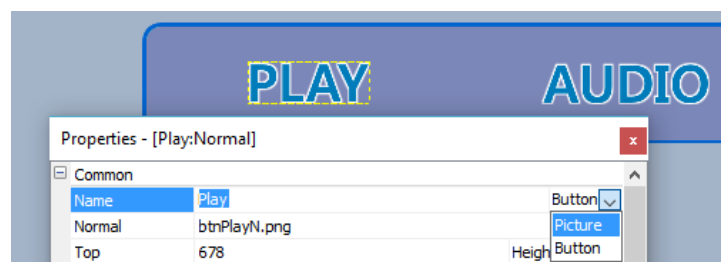 PLAY AUDIO
Properties - [Play:Normal] x
Common
Name Play Button
Normal btnPlayN.png Picture
Top 678 Heigh Button